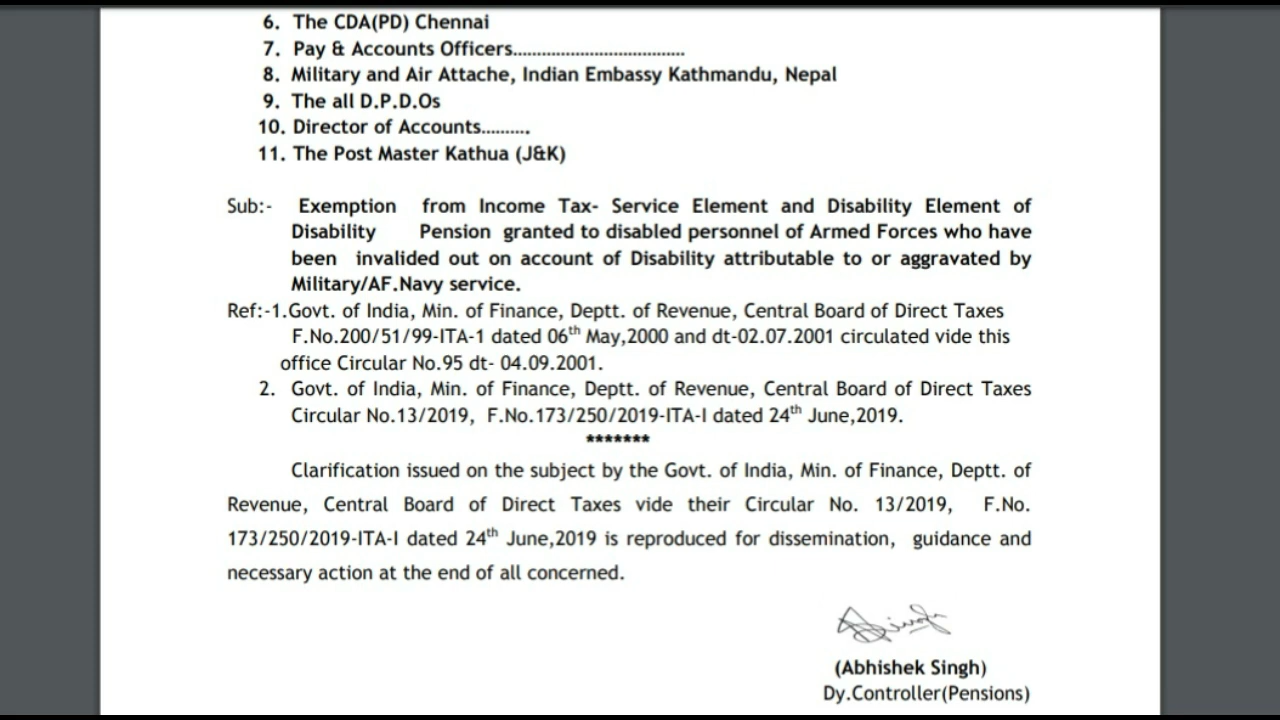 6. The CDA(PD) Chennai
7. Pay & Accounts Officers....................................
8. Military and Air Attache, Indian Embassy Kathmandu, Nepal
9. The all D.P.D.Os
10. Director of Accounts..........
11. The Post Master Kathua (J&K)
Sub:- Exemption from Income Tax- Service Element and Disability Element of
Disability Pension granted to disabled personnel of Armed Forces who have
been invalided out on account of Disability attributable to or aggravated by
Military/AF.Navy service.
Ref:-1.Govt. of India, Min. of Finance, Deptt. of Revenue, Central Board of Direct Taxes
F.No.200/51/99-ITA-1 dated 06th May,2000 and dt-02.07.2001 circulated vide this
office Circular No.95 dt- 04.09.2001.
2. Govt. of India, Min. of Finance, Deptt. of Revenue, Central Board of Direct Taxes
Circular No.13/2019, F.No.173/250/2019-ITA-I dated 24th June,2019.
*******
Clarification issued on the subject by the Govt. of India, Min. of Finance, Deptt. of
Revenue, Central Board of Direct Taxes vide their Circular No. 13/2019, F.No.
173/250/2019-ITA-I dated 24th June,2019 is reproduced for dissemination, guidance and
necessary action at the end of all concerned.
(Abhishek Singh)
Dy.Controller(Pensions)